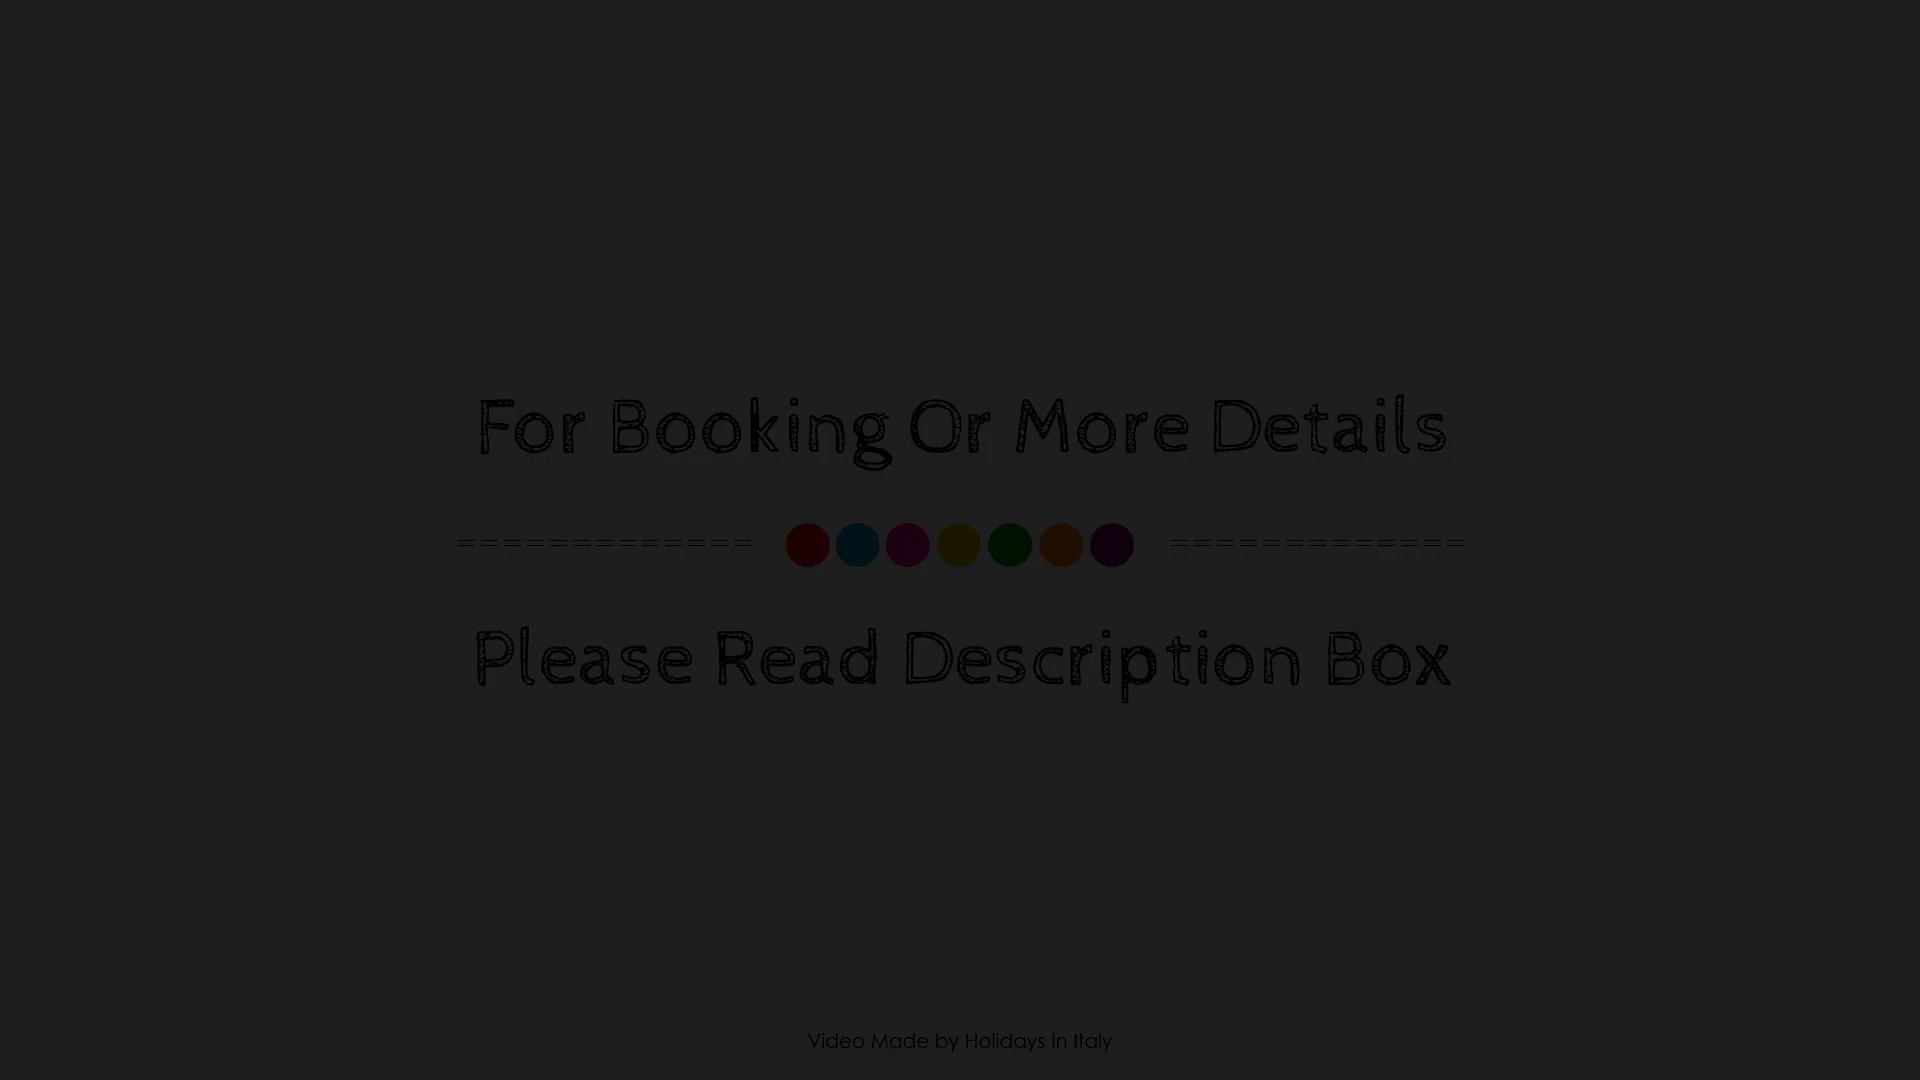 For Booking Or More Details
============= =============
Please Read Description Box
Video Made by Holidays In Italy